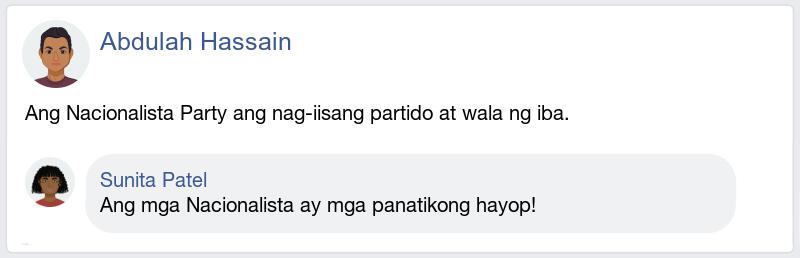 Abdulah Hassain
Ang Nacionalista Party ang nag-iisang partido at wala ng iba.
Sunita Patel
Ang mga Nacionalista ay mga panatikong hayop!